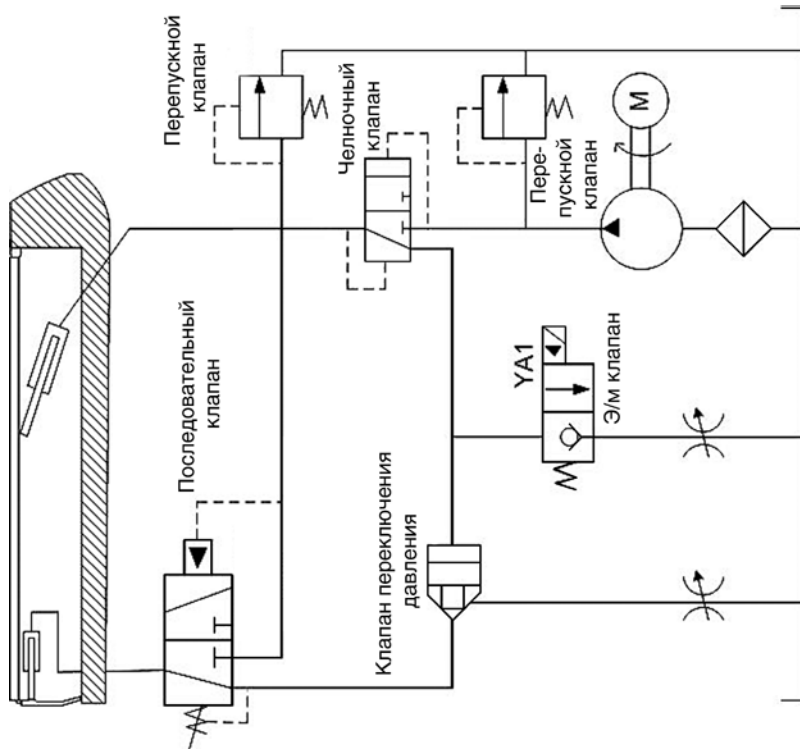 Перепускной
клапан
Челночный
клапан
Пере-
пускной
клапан
M
Последовательный
клапан
YA1
Э/м клапан
Клапан переключения
давления